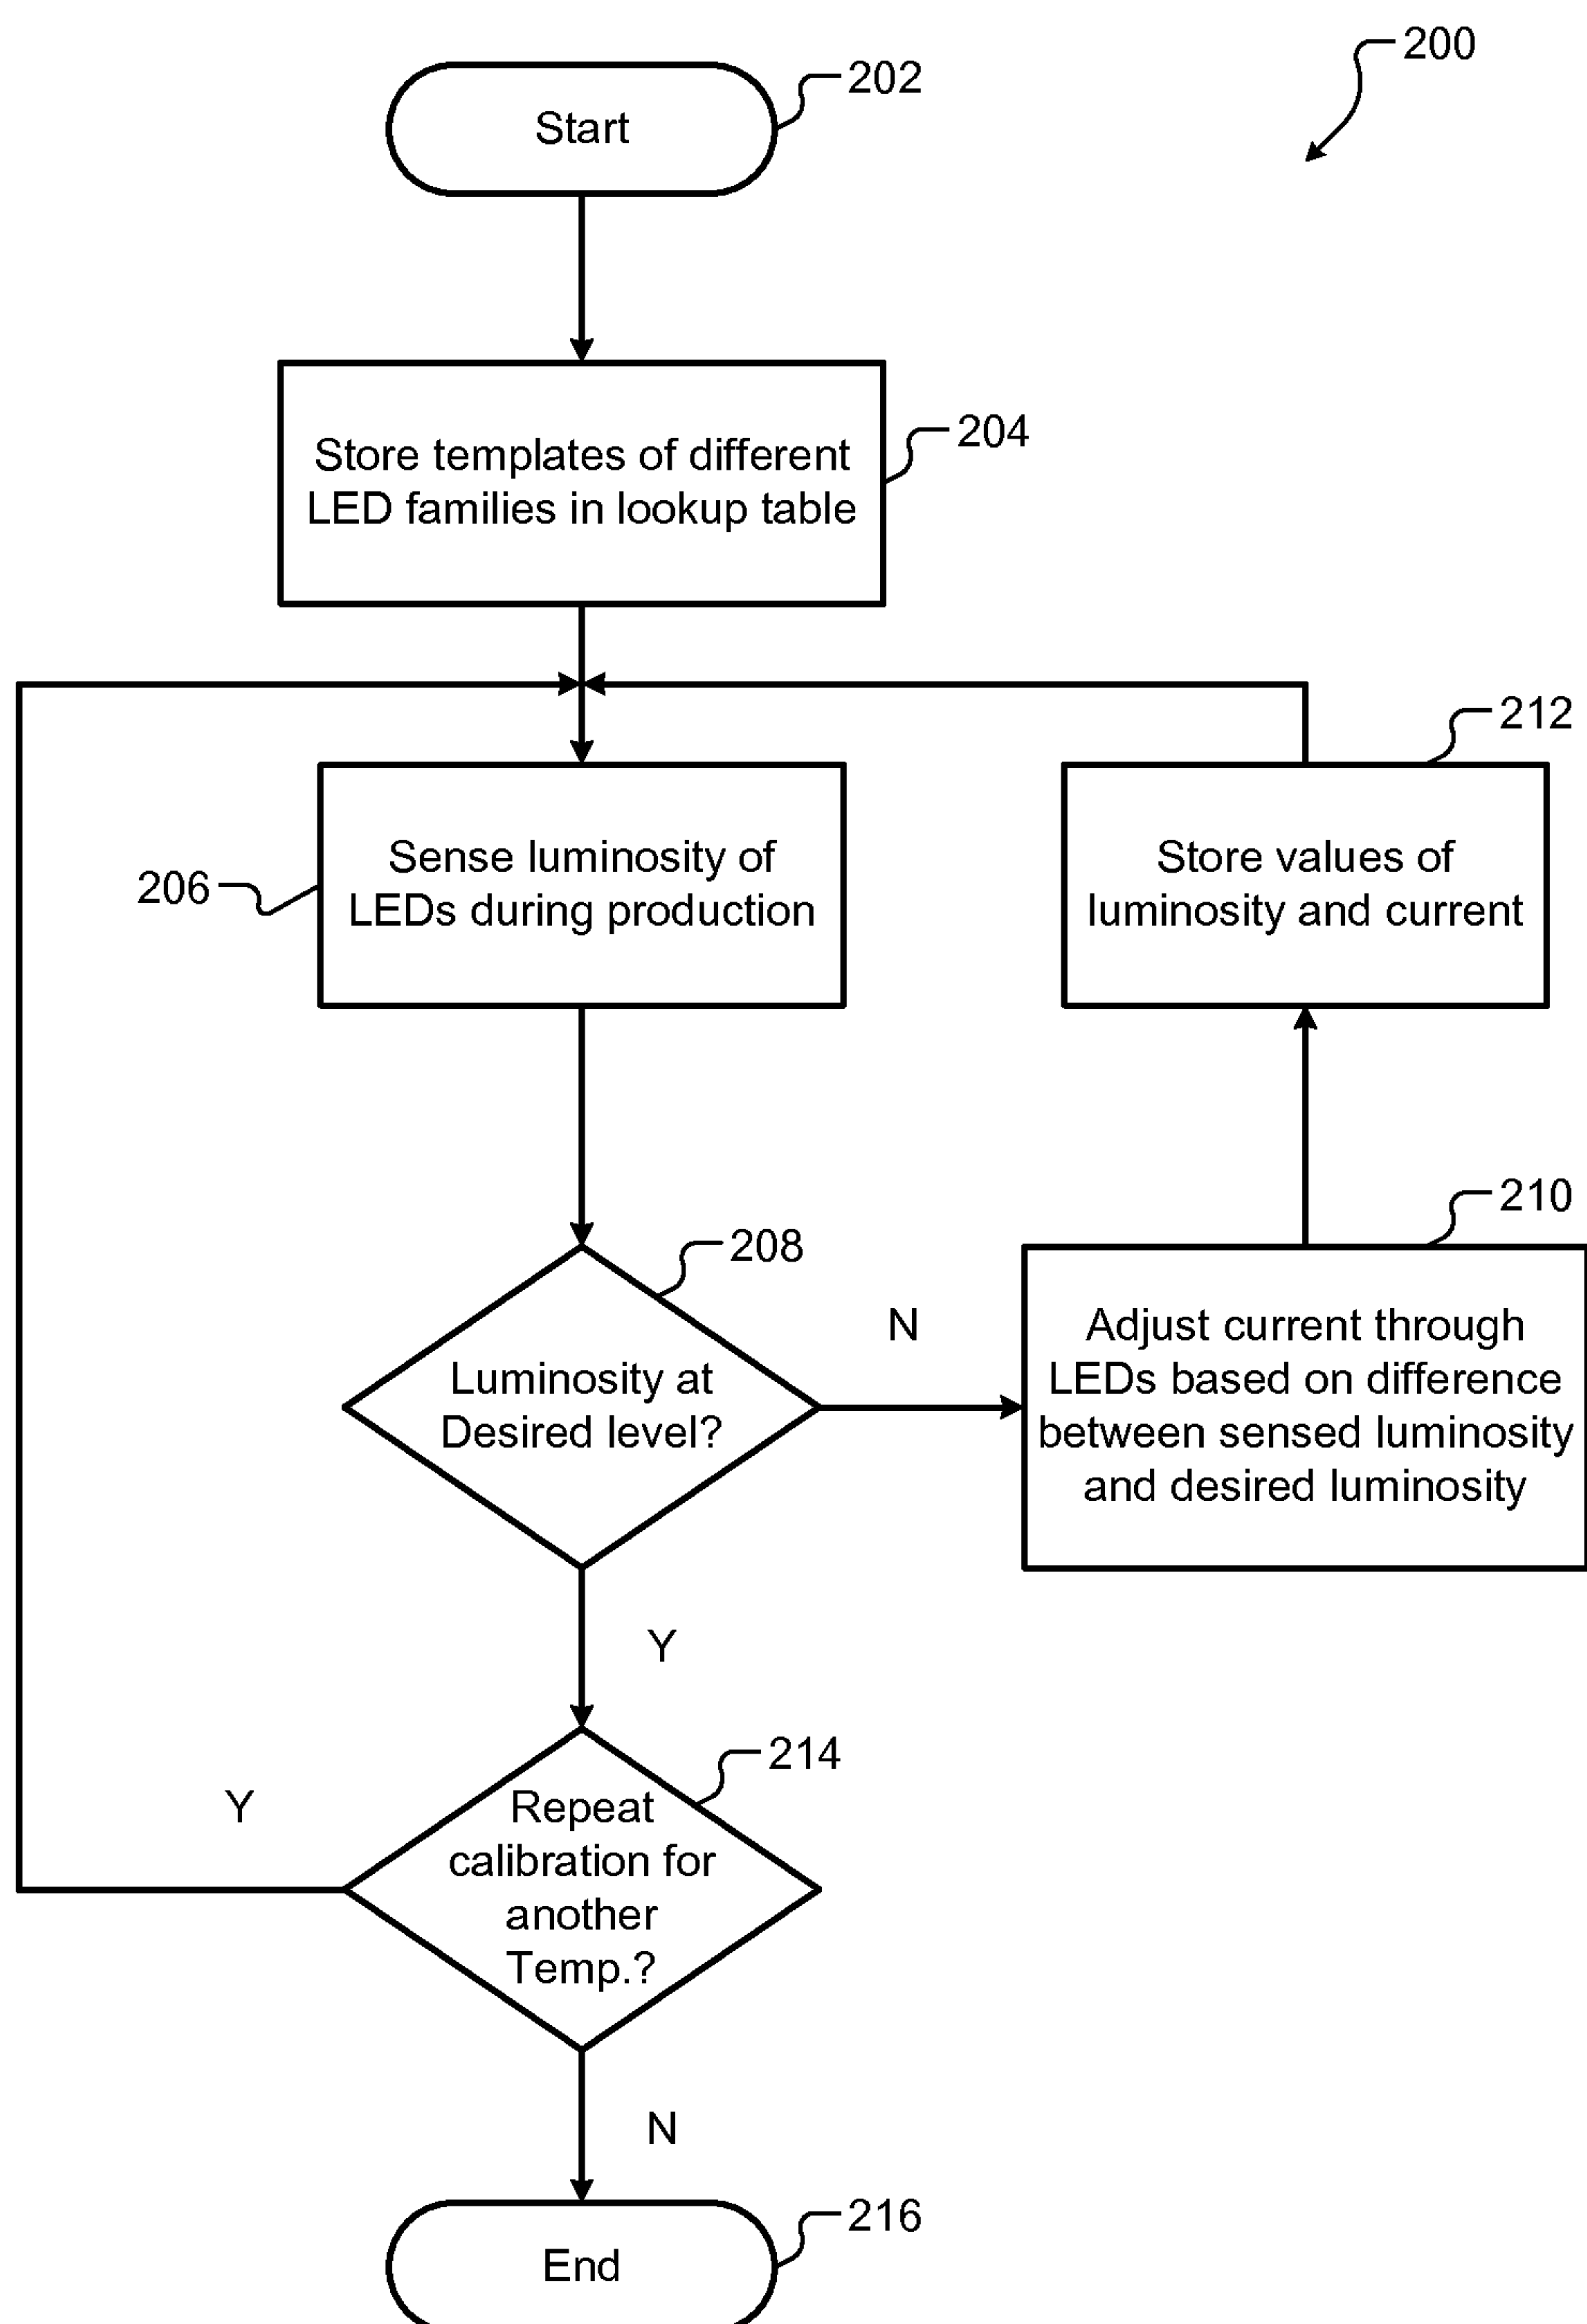 200
202
Start
204
Store templates of different
LED families in lookup table
212
206
Sense luminosity of
LEDs during production
Store values of
luminosity and current
208
210
N
Luminosity at
Desired level?
Adjust current through
LEDs based on difference
between sensed luminosity
and desired luminosity
Y
214
Y
Repeat
calibration for
another
Temp.?
N
216
End